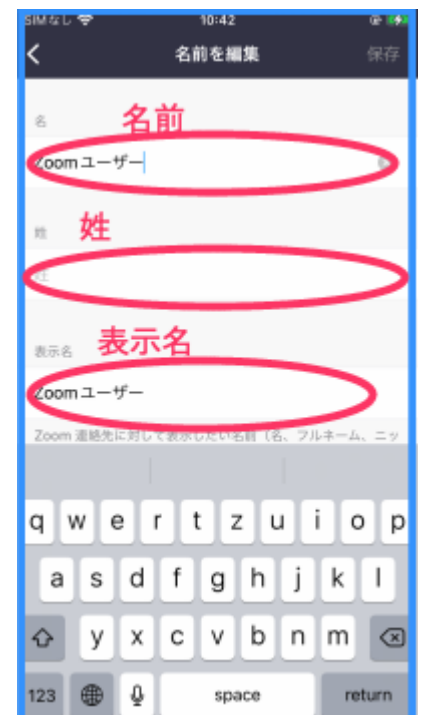 SIMなし 10:42
名前を編集 保存
名 名前
Zoomユーザー
姓 姓
姓
表示名 表示名
Zoomユーザー
Zoom 連絡先に対して表示したい名前（名、フルネーム、ニッ
q w e r t z u i o p
a s d f g h j k l
y x c v b n m
123 space return